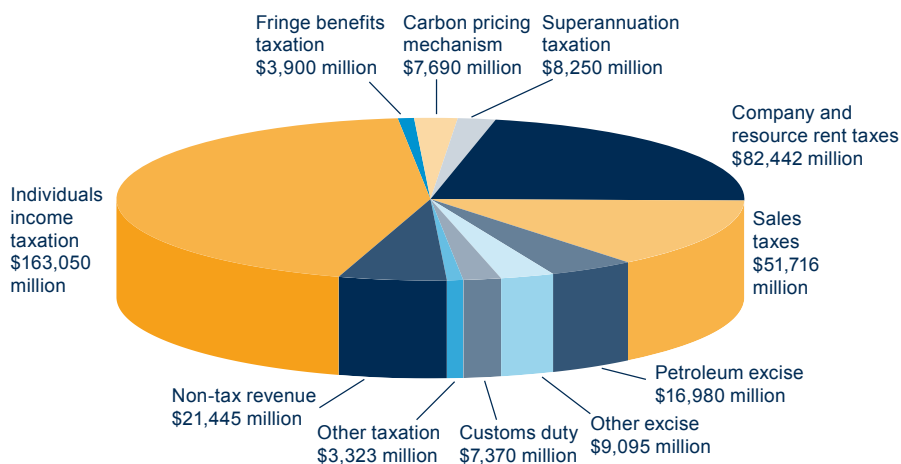 Fringe benefits
taxation
$3,900 million
Carbon pricing
mechanism
$7,690 million
Superannuation
taxation
$8,250 million
Company and
resource rent taxes
$82,442 million
Individuals
income
taxation
$163,050
million
Sales
taxes
$51,716
million
Petroleum excise
$16,980 million
Non-tax revenue
$21,445 million
Other taxation
$3,323 million
Customs duty
$7,370 million
Other excise
$9,095 million